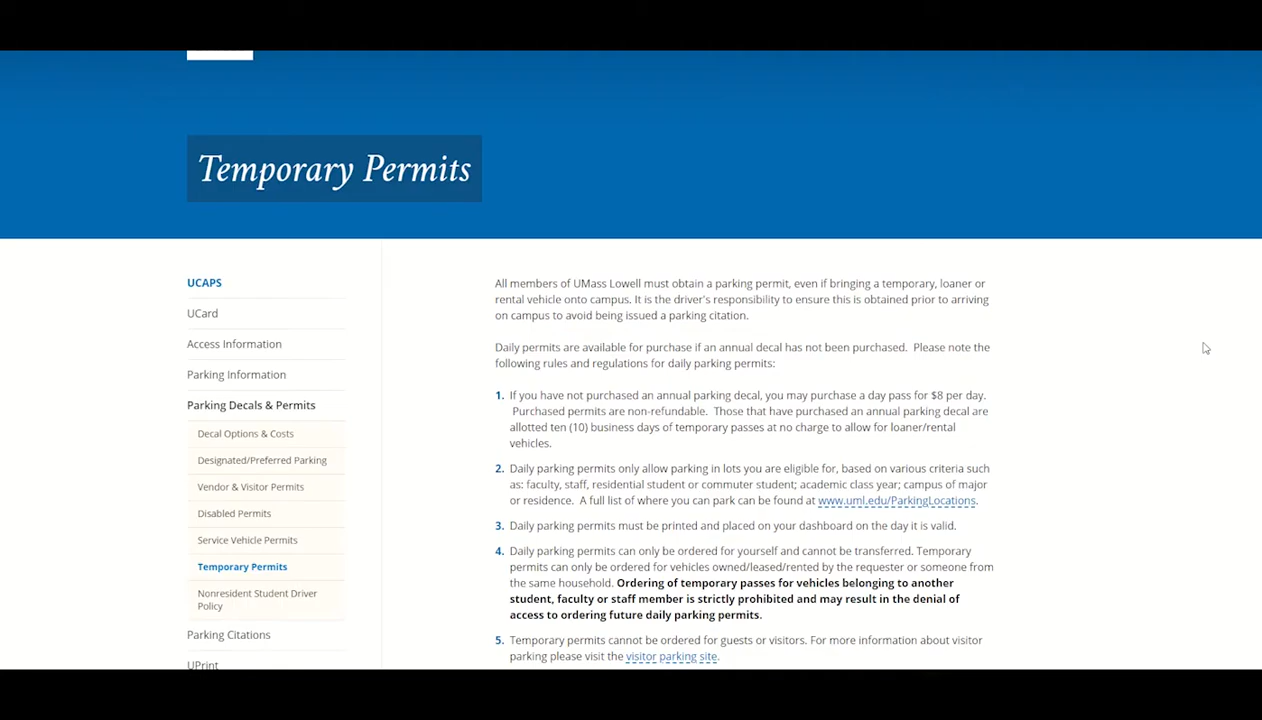 Temporary Permits
UCAPS
UCard
Access Information
Parking Information
Parking Decals & Permits
Decal Options & Costs
Designated/Preferred Parking
Vendor & Visitor Permits
Disabled Permits
Service Vehicle Permits
Temporary Permits
Nonresident Student Driver
Policy
Parking Citations
UPrint
All members of UMass Lowell must obtain a parking permit, even if bringing a temporary, loaner or
rental vehicle onto campus. It is the driver's responsibility to ensure this is obtained prior to arriving
on campus to avoid being issued a parking citation.
Daily permits are available for purchase if an annual decal has not been purchased. Please note the
following rules and regulations for daily parking permits:
1. If you have not purchased an annual parking decal, you may purchase a day pass for $8 per day.
Purchased permits are non-refundable. Those that have purchased an annual parking decal are
allotted ten (10) business days of temporary passes at no charge to allow for loaner/rental
vehicles.
2. Daily parking permits only allow parking in lots you are eligible for, based on various criteria such
as: faculty, staff, residential student or commuter student; academic class year; campus of major
or residence. A full list of where you can park can be found at www.uml.edu/ParkingLocations.
3. Daily parking permits must be printed and placed on your dashboard on the day it is valid.
4. Daily parking permits can only be ordered for yourself and cannot be transferred. Temporary
permits can only be ordered for vehicles owned/leased/rented by the requester or someone from
the same household. Ordering of temporary passes for vehicles belonging to another
student, faculty or staff member is strictly prohibited and may result in the denial of
access to ordering future daily parking permits.
5. Temporary permits cannot be ordered for guests or visitors. For more information about visitor
parking please visit the visitor parking site.